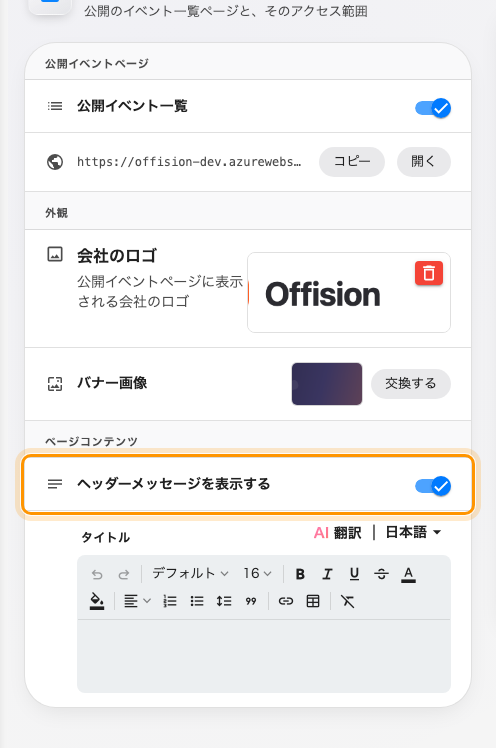 公開のイベント一覧ページと、そのアクセス範囲
公開イベントページ
公開イベント一覧
https://offision-dev.azurewebs… コピー 開く
外観
会社のロゴ
公開イベントページに表示
される会社のロゴ
Offision
バナー画像 交換する
ページコンテンツ
ヘッダーメッセージを表示する
タイトル AI 翻訳 | 日本語
デフォルト 16 B I U S A